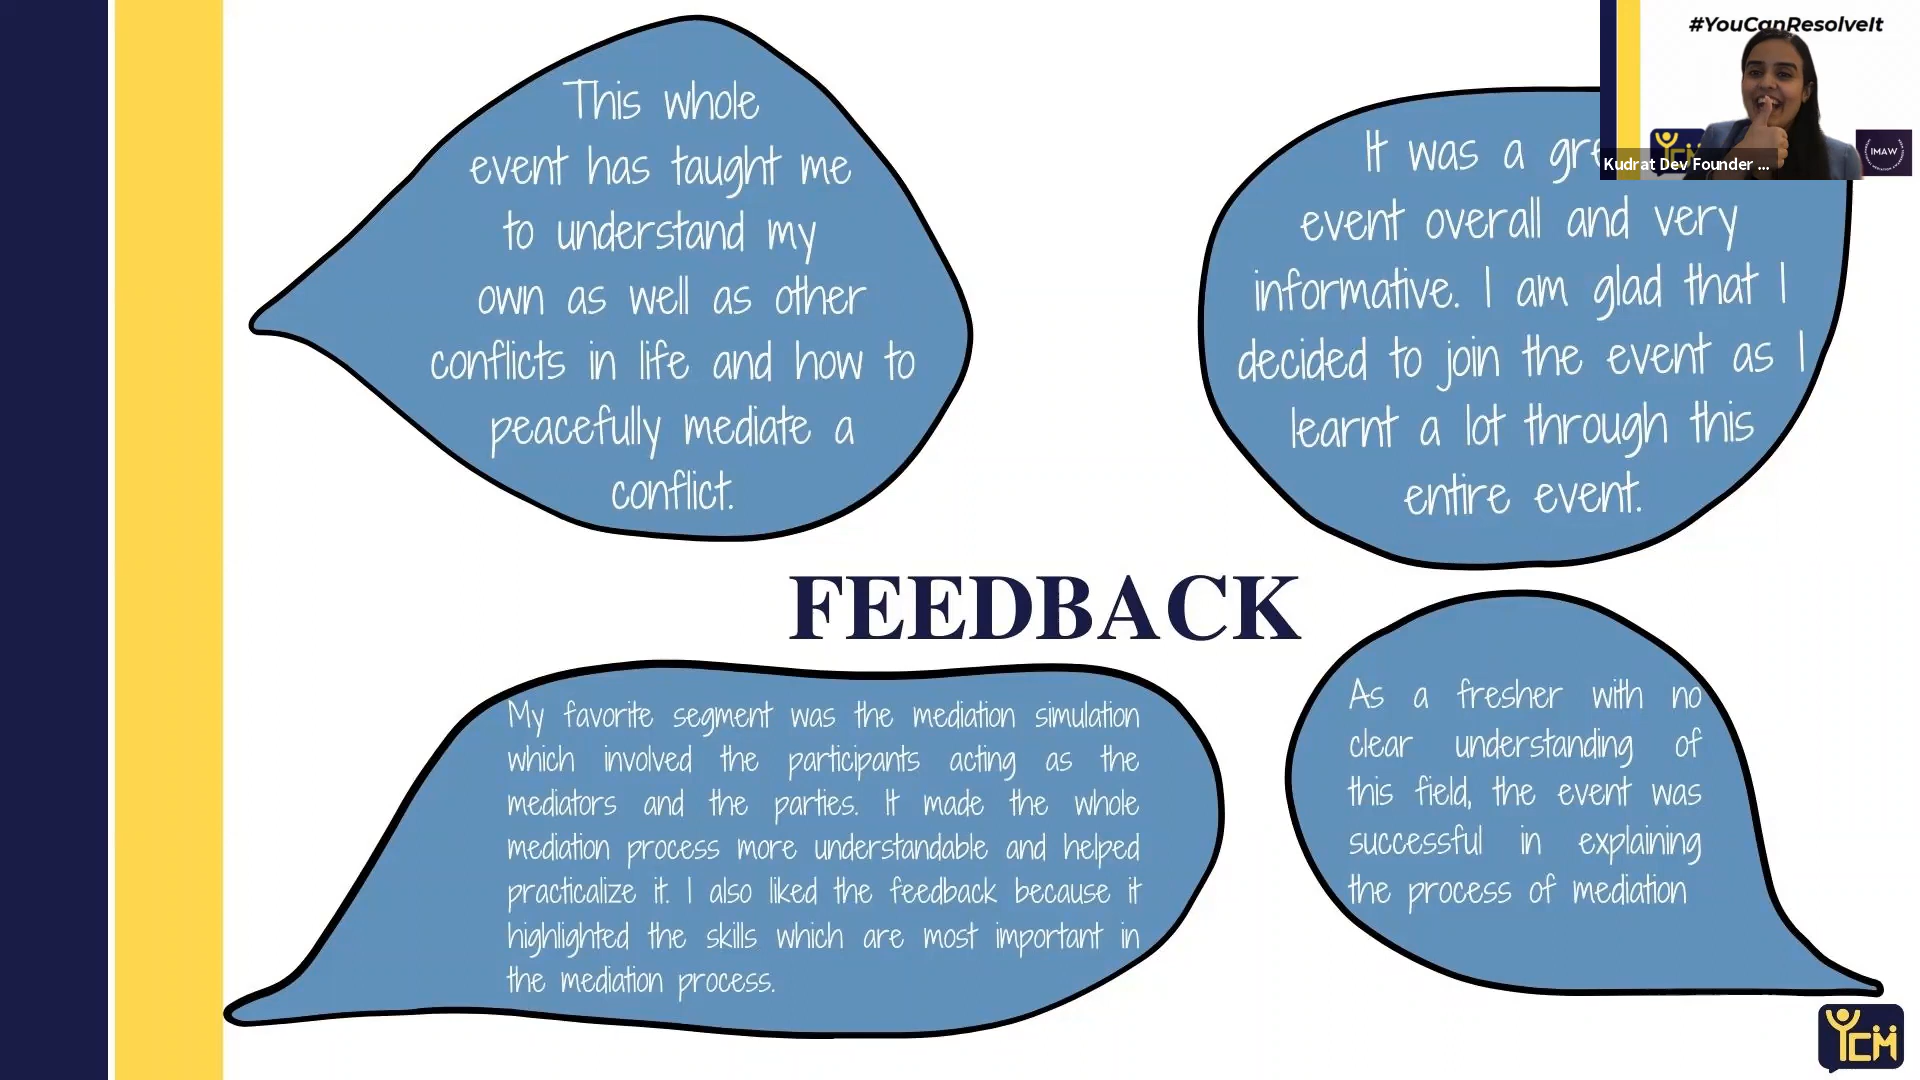 This whole
event has taught me
to understand my
own as well as other
conflicts in life and how to
peacefully mediate a
conflict.
#YouCanResolveIt
Kudrat Dev Founder ...
IMAW
It was a
event overall and very
informative. I am glad that I
decided to join the event as I
learnt a lot through this
entire event.
FEEDBACK
My favorite segment was the mediation simulation
which involved the participants acting as the
mediators and the parties. It made the whole
mediation process more understandable and helped
practicalize it. I also liked the feedback because it
highlighted the skills which are most important in
the mediation process.
As a fresher with no
clear understanding of
this field, the event was
successful in explaining
the process of mediation
YCM